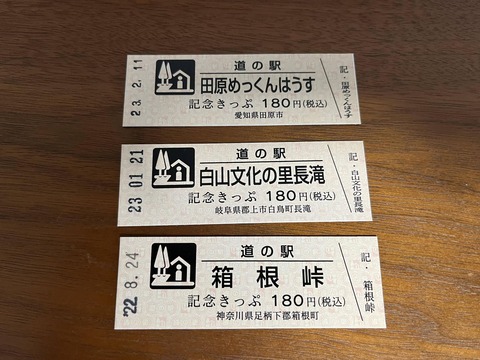 23. 2. 11
道の駅
田原めっくんはうす
記念きっぷ 180円(税込)
愛知県田原市
記・田原めっくんはうす
23 01 21
道の駅
白山文化の里長滝
記念きっぷ 180円(税込)
岐阜県郡上市白鳥町長滝
記・白山文化の里長滝
'22 8. 24
道の駅
箱根峠
記念きっぷ 180円(税込)
神奈川県足柄下郡箱根町
記・箱根峠